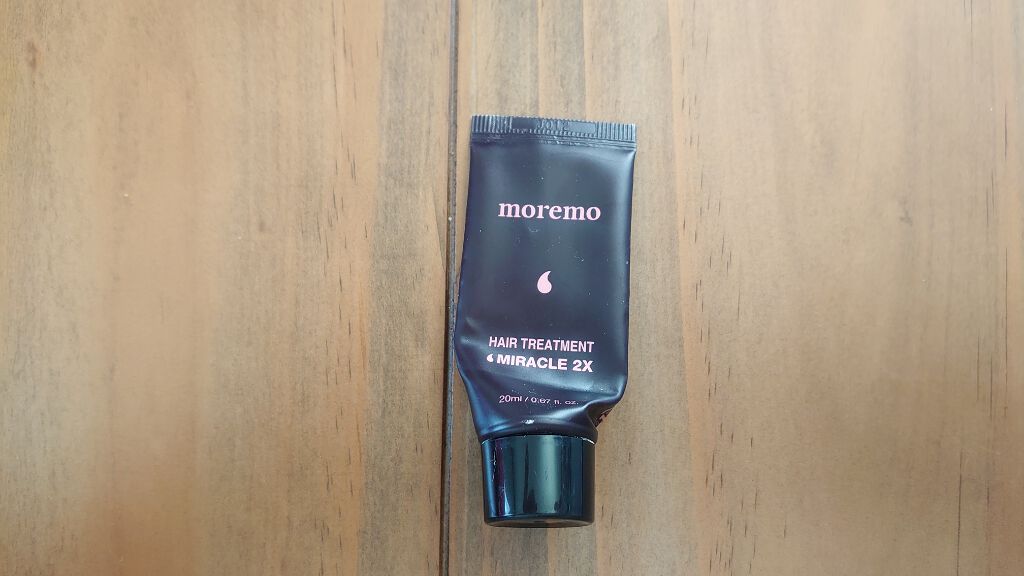 moremo
HAIR TREATMENT
MIRACLE 2X
20ml / 0.67 fl. oz.